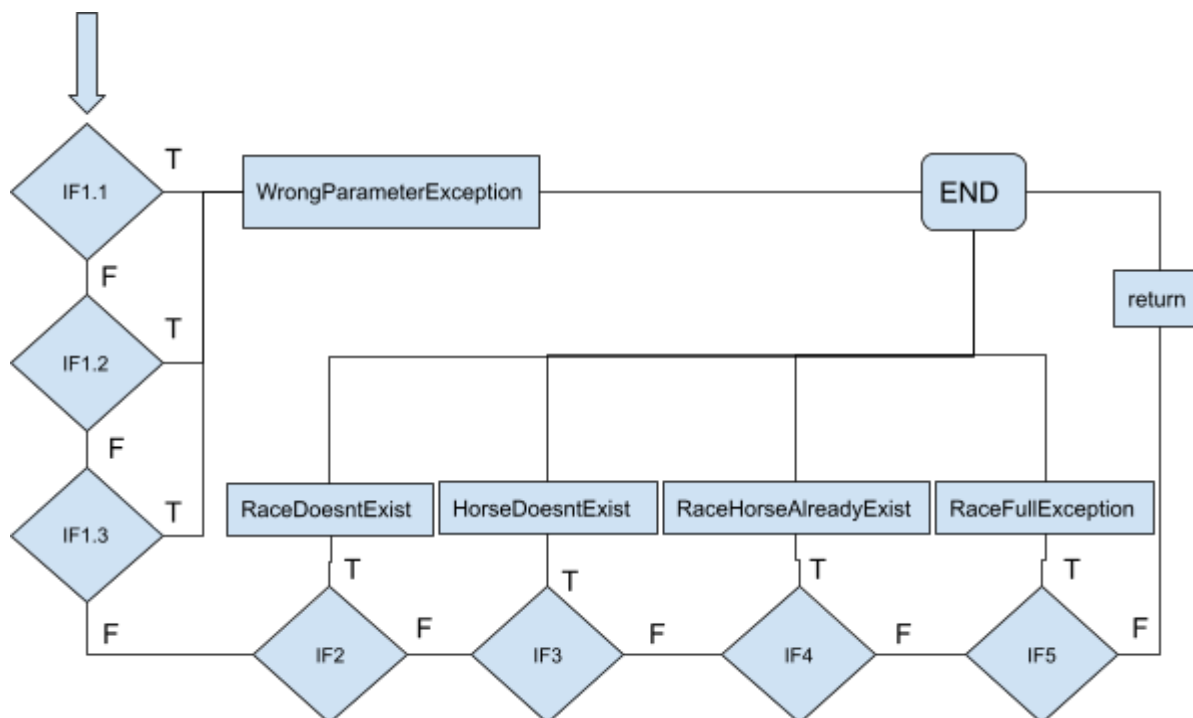 T
IF1.1
WrongParameterException
END
F
return
T
IF1.2
F
T
IF1.3
RaceDoesntExist
HorseDoesntExist
RaceHorseAlreadyExist
RaceFullException
T
T
T
T
F
F
F
F
F
IF2
IF3
IF4
IF5